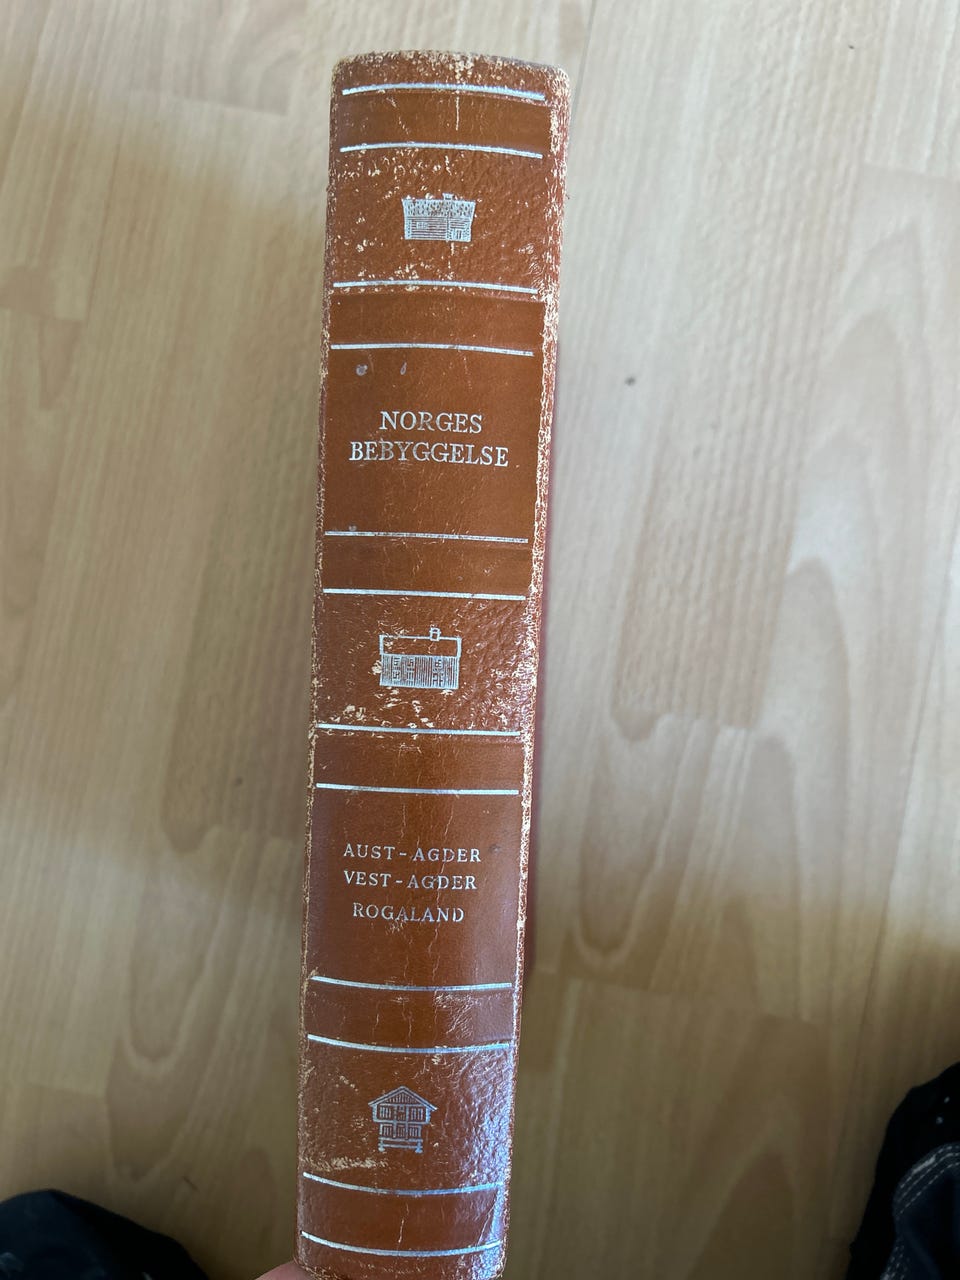 NORGES
BEBYGGELSE
AUST-AGDER
VEST-AGDER
ROGALAND